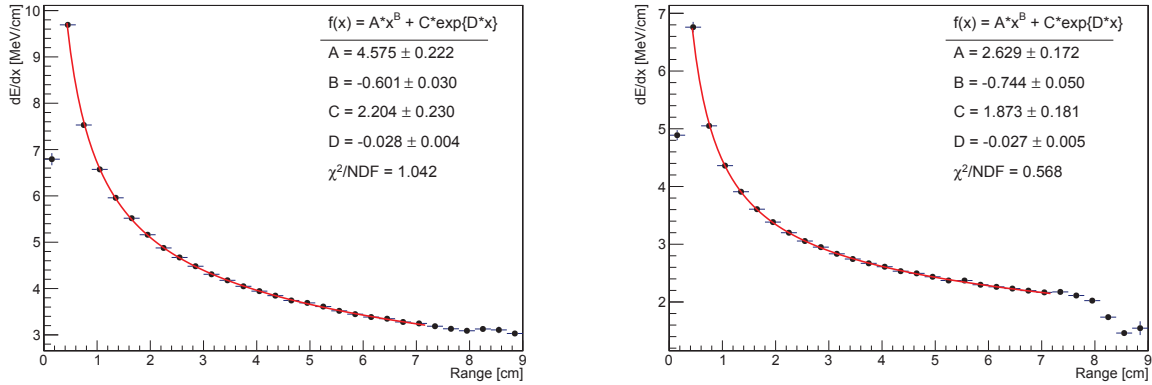 dE/dx [MeV/cm]
10
9
8
7
6
5
4
3
0 1 2 3 4 5 6 7 8 9
Range [cm]
f(x) = A*x^B + C*exp{D*x}
A = 4.575 ± 0.222
B = -0.601 ± 0.030
C = 2.204 ± 0.230
D = -0.028 ± 0.004
χ²/NDF = 1.042
dE/dx [MeV/cm]
7
6
5
4
3
2
0 1 2 3 4 5 6 7 8 9
Range [cm]
f(x) = A*x^B + C*exp{D*x}
A = 2.629 ± 0.172
B = -0.744 ± 0.050
C = 1.873 ± 0.181
D = -0.027 ± 0.005
χ²/NDF = 0.568